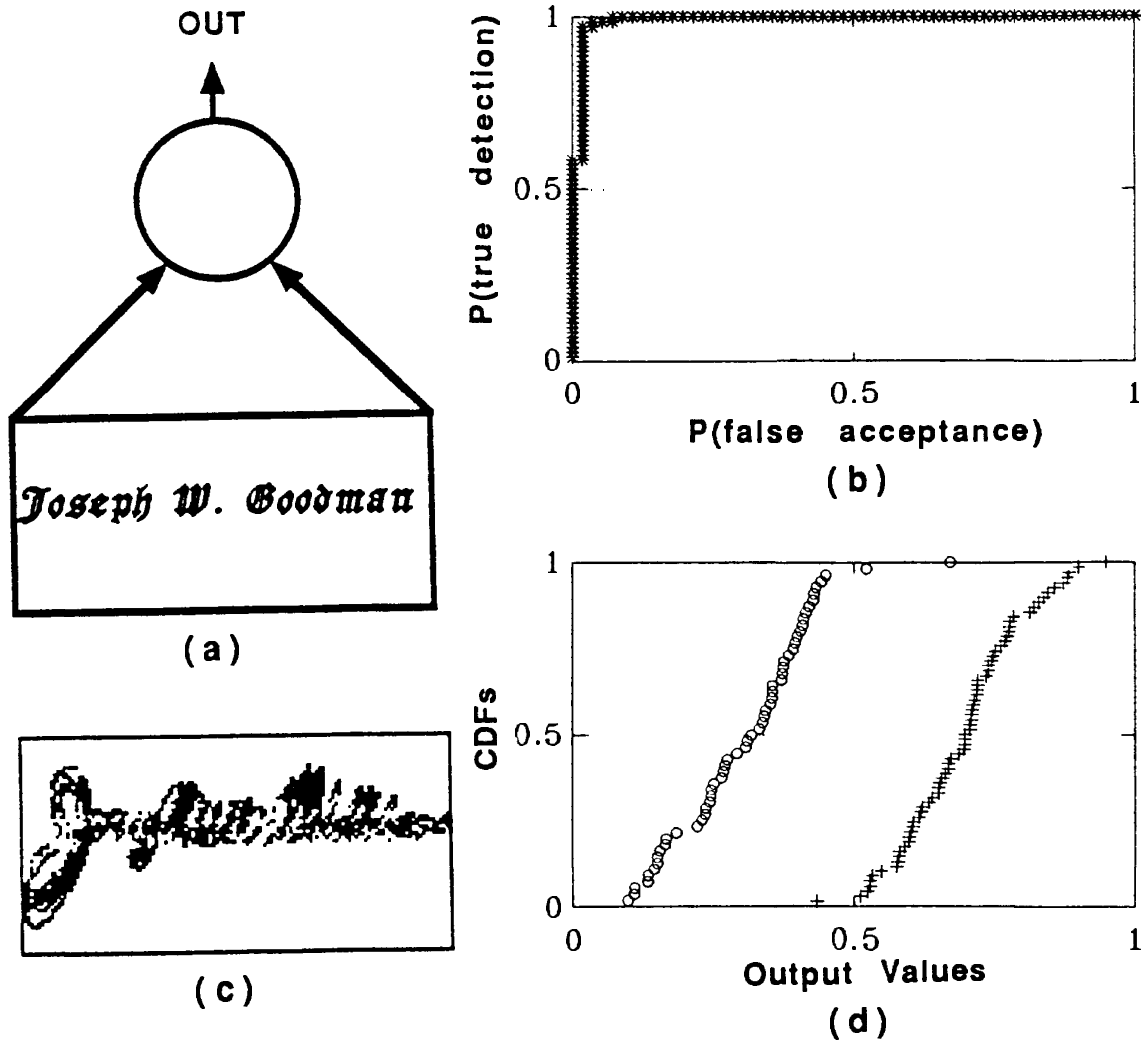 OUT
Joseph W. Goodman
(a)
P(true detection)
1
0.5
0
0
0.5
1
P(false acceptance)
(b)
(c)
CDFs
1
0.5
0
0
0.5
1
Output Values
(d)